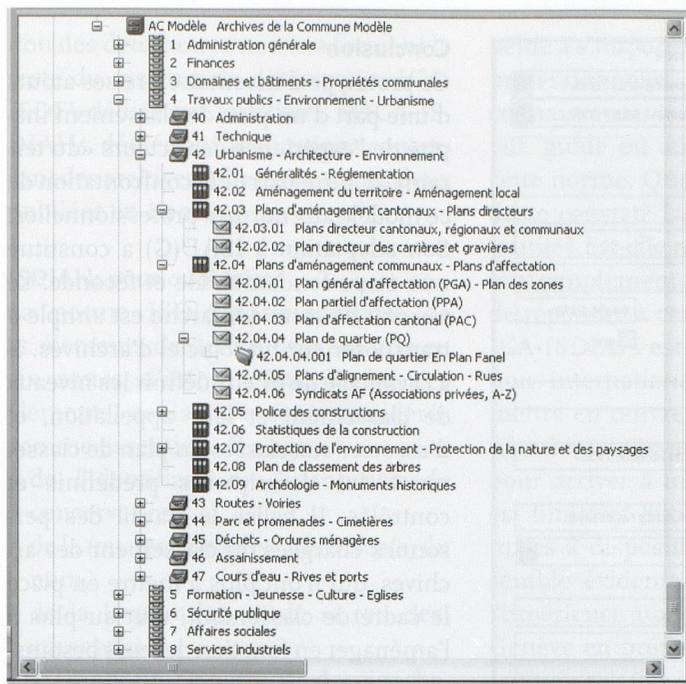 AC Modèle Archives de la Commune Modèle
1 Administration générale
2 Finances
3 Domaines et bâtiments - Propriétés communales
4 Travaux publics - Environnement - Urbanisme
40 Administration
41 Technique
42 Urbanisme - Architecture - Environnement
42.01 Généralités - Réglementation
42.02 Aménagement du territoire - Aménagement local
42.03 Plans d'aménagement cantonaux - Plans directeurs
42.03.01 Plans directeur cantonaux, régionaux et communaux
42.02.02 Plan directeur des carrières et gravières
42.04 Plans d'aménagement communaux - Plans d'affectation
42.04.01 Plan général d'affectation (PGA) - Plan des zones
42.04.02 Plan partiel d'affectation (PPA)
42.04.03 Plan d'affectation cantonal (PAC)
42.04.04 Plan de quartier (PQ)
42.04.04.001 Plan de quartier En Plan Fanel
42.04.05 Plans d'alignement - Circulation - Rues
42.04.06 Syndicats AF (Associations privées, A-Z)
42.05 Police des constructions
42.06 Statistiques de la construction
42.07 Protection de l'environnement - Protection de la nature et des paysages
42.08 Plan de classement des arbres
42.09 Archéologie - Monuments historiques
43 Routes - Voiries
44 Parc et promenades - Cimetières
45 Déchets - Ordures ménagères
46 Assainissement
47 Cours d'eau - Rives et ports
5 Formation - Jeunesse - Culture - Eglises
6 Sécurité publique
7 Affaires sociales
8 Services industriels